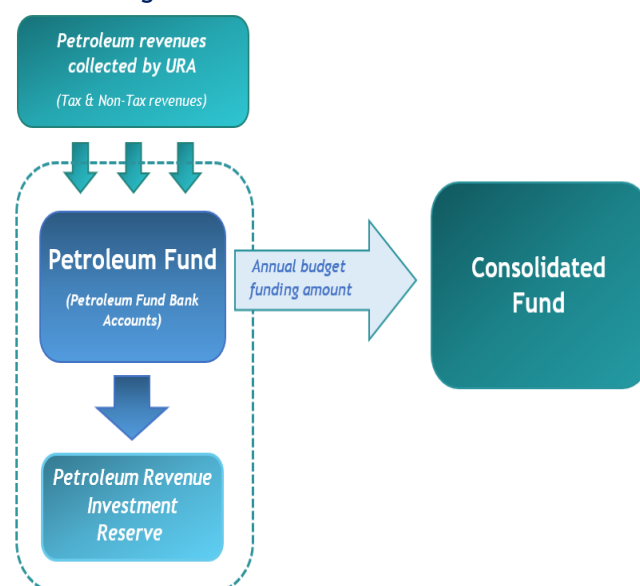 Petroleum revenues
collected by URA
(Tax & Non-Tax revenues)
Petroleum Fund
(Petroleum Fund Bank
Accounts)
Annual budget
funding amount
Consolidated
Fund
Petroleum Revenue
Investment
Reserve